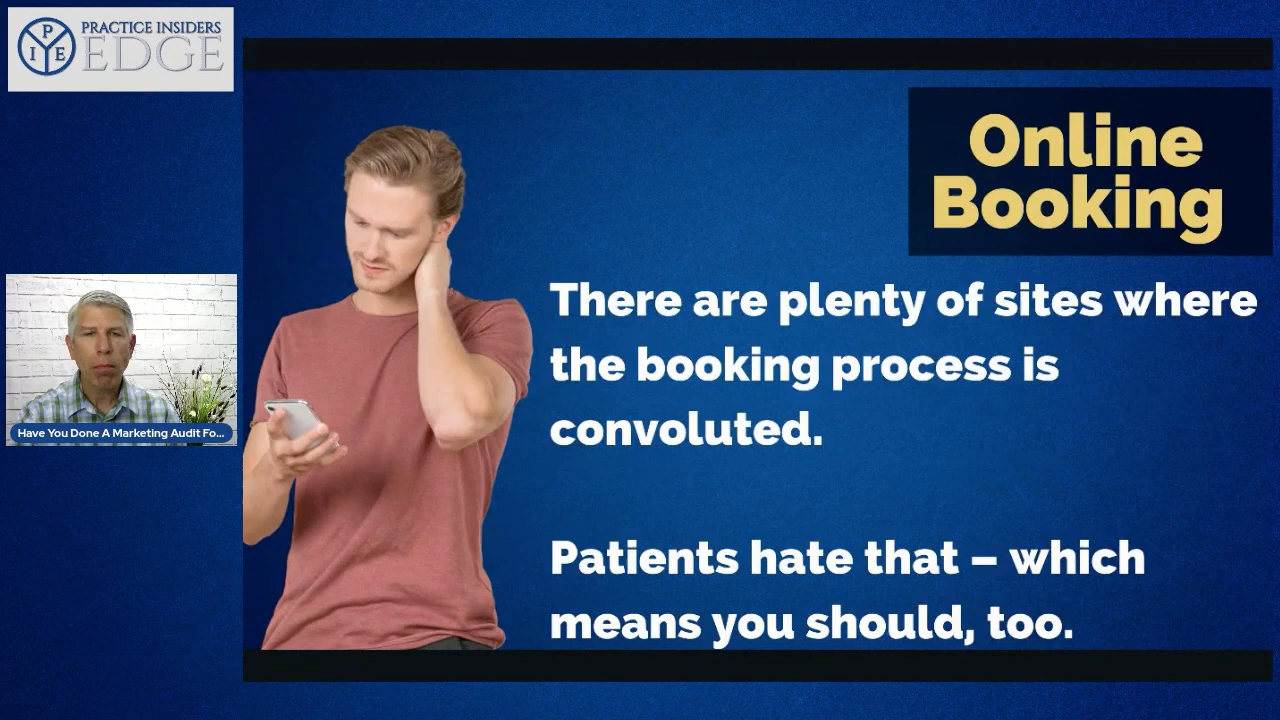 P
I E
PRACTICE INSIDERS
EDGE
Online
Booking
There are plenty of sites where
the booking process is
convoluted.
Patients hate that – which
means you should, too.
Have You Done A Marketing Audit Fo...